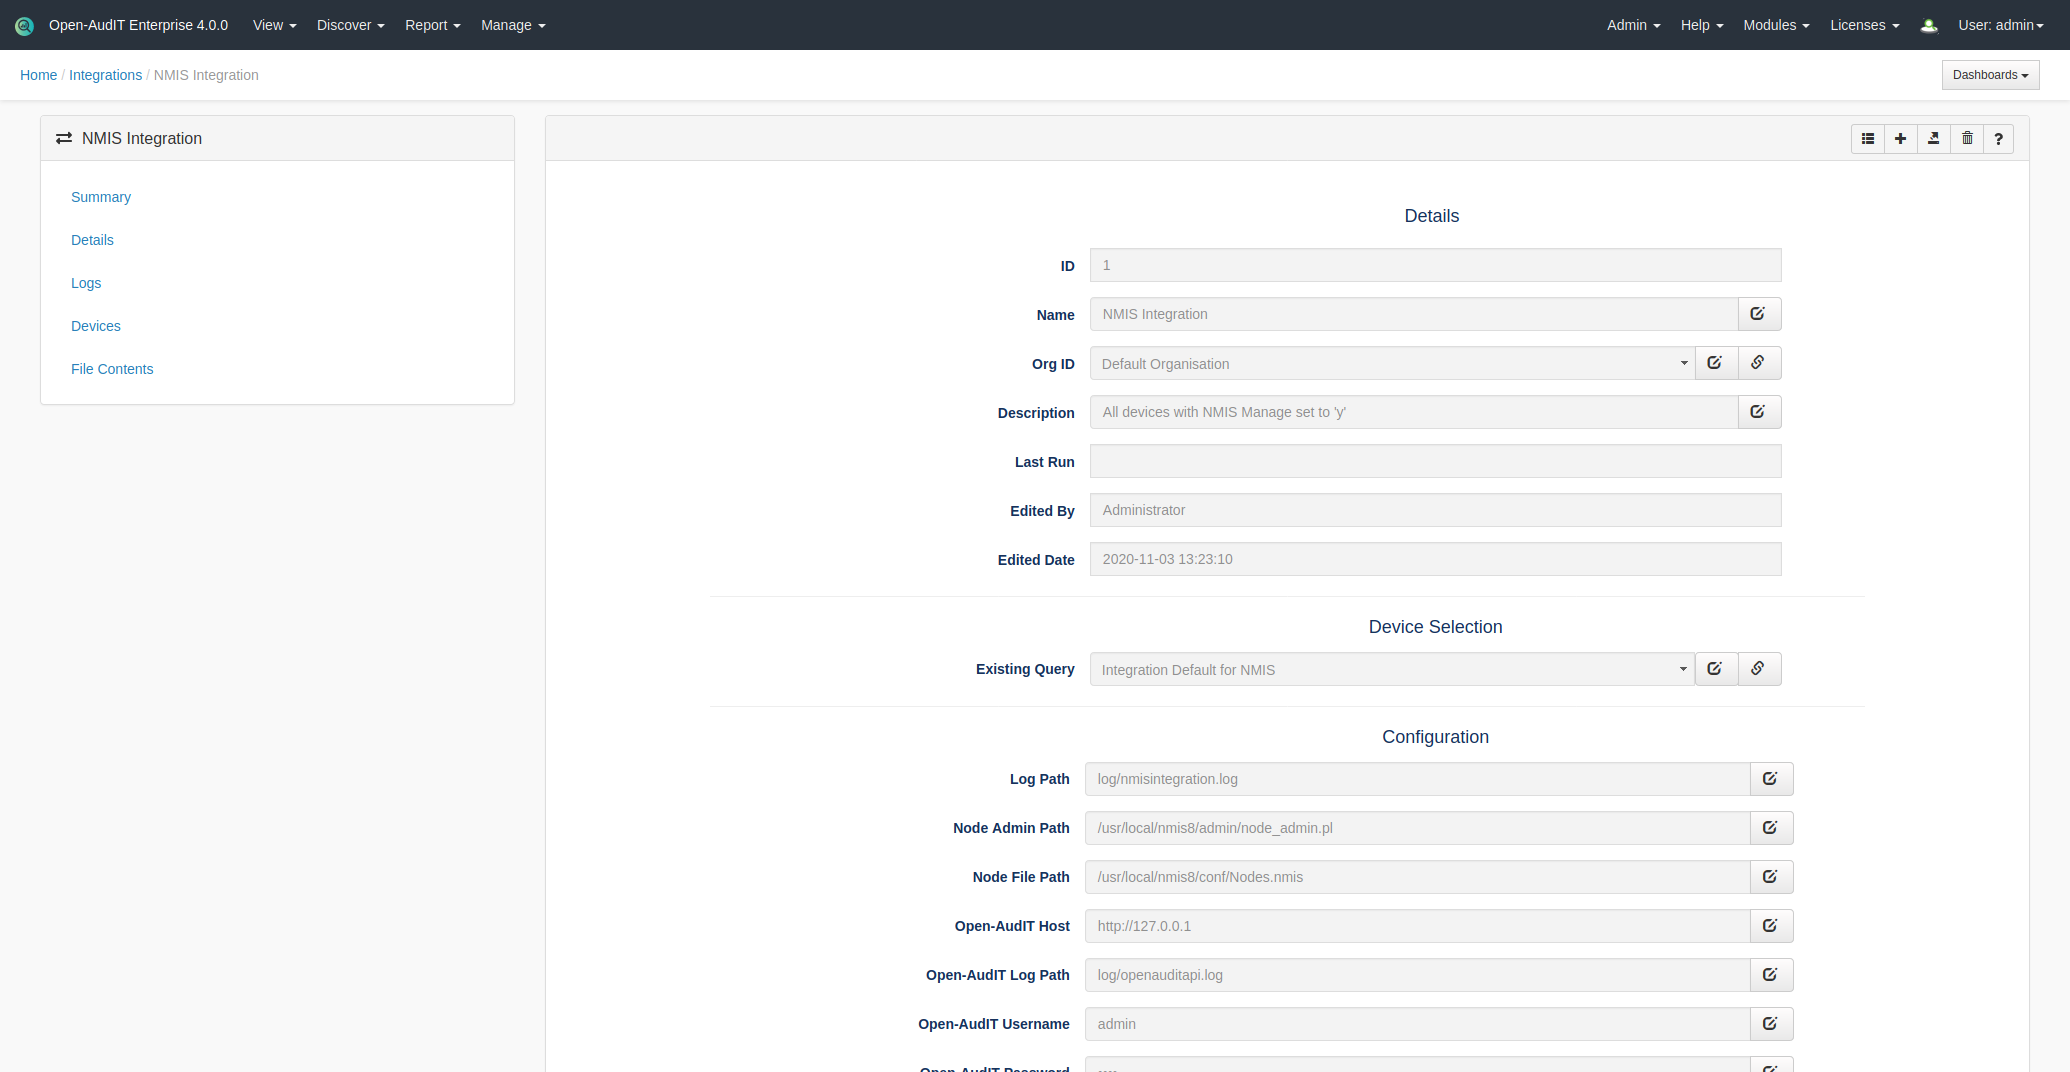 Open-AudIT Enterprise 4.0.0 View Discover Report Manage Admin Help Modules Licenses User: admin
Home / Integrations / NMIS Integration Dashboards
NMIS Integration
Summary
Details
Logs
Devices
File Contents
?
Details
ID 1
Name NMIS Integration
Org ID Default Organisation
Description All devices with NMIS Manage set to 'y'
Last Run
Edited By Administrator
Edited Date 2020-11-03 13:23:10
Device Selection
Existing Query Integration Default for NMIS
Configuration
Log Path log/nmisintegration.log
Node Admin Path /usr/local/nmis8/admin/node_admin.pl
Node File Path /usr/local/nmis8/conf/Nodes.nmis
Open-AudIT Host http://127.0.0.1
Open-AudIT Log Path log/openauditapi.log
Open-AudIT Username admin
Open-AudIT Password